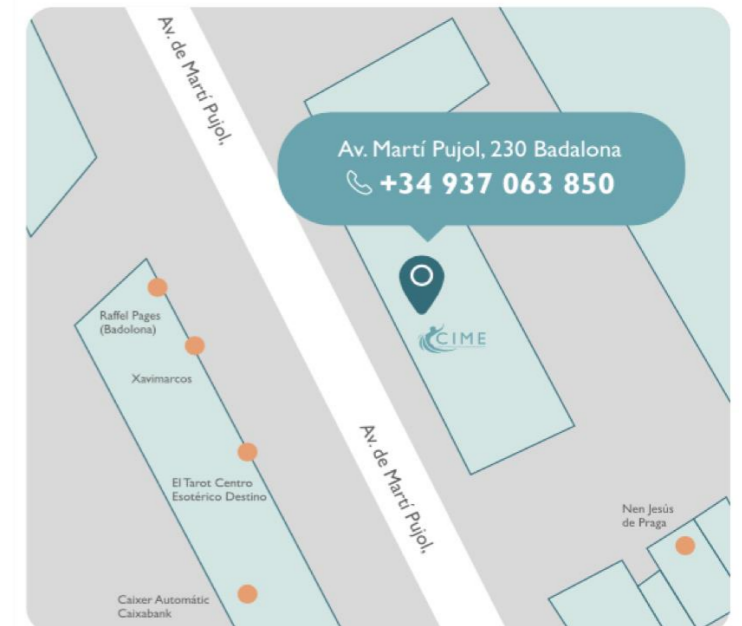 Av. de Martí Pujol,
Av. Martí Pujol, 230 Badalona
+34 937 063 850
CIME
Raffel Pages
(Badolona)
Xavimarcos
Av. de Martí Pujol,
El Tarot Centro
Esotérico Destino
Nen Jesús
de Praga
Caixer Automátic
Caixabank